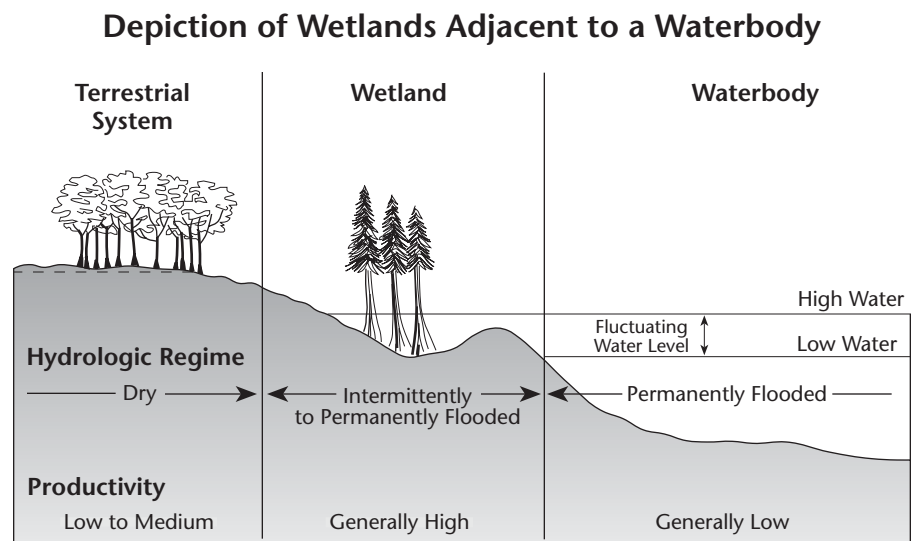 Depiction of Wetlands Adjacent to a Waterbody
Terrestrial
System
Wetland
Waterbody
High Water
Fluctuating
Water Level
Low Water
Hydrologic Regime
Dry
Intermittently
to Permanently Flooded
Permanently Flooded
Productivity
Low to Medium
Generally High
Generally Low